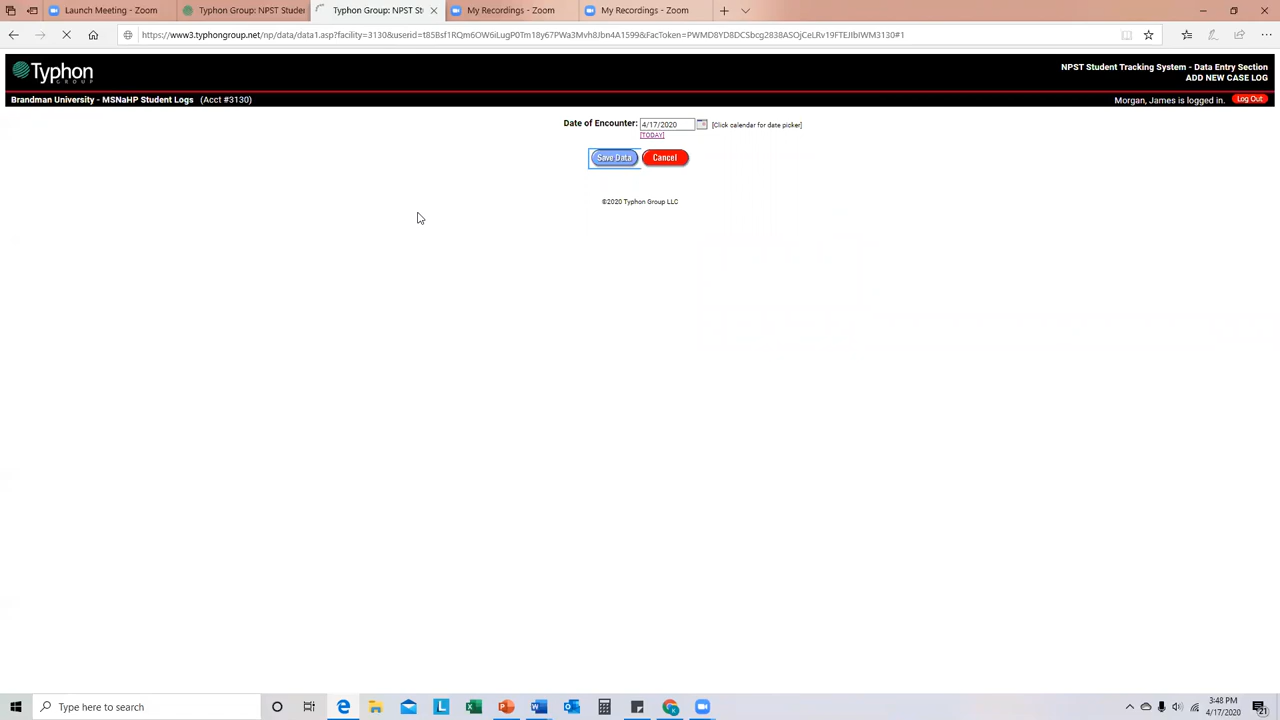 Launch Meeting - Zoom
Typhon Group: NPST Studen
Typhon Group: NPST St
My Recordings - Zoom
My Recordings - Zoom
Typhon
GROUP
NPST Student Tracking System - Data Entry Section
ADD NEW CASE LOG
Brandman University - MSNaHP Student Logs (Acct #3130)
Morgan, James is logged in. Log Out
Date of Encounter: 4/17/2020 [Click calendar for date picker]
[TODAY]
Save Data Cancel
©2020 Typhon Group LLC
Type here to search
3:48 PM
4/17/2020
21